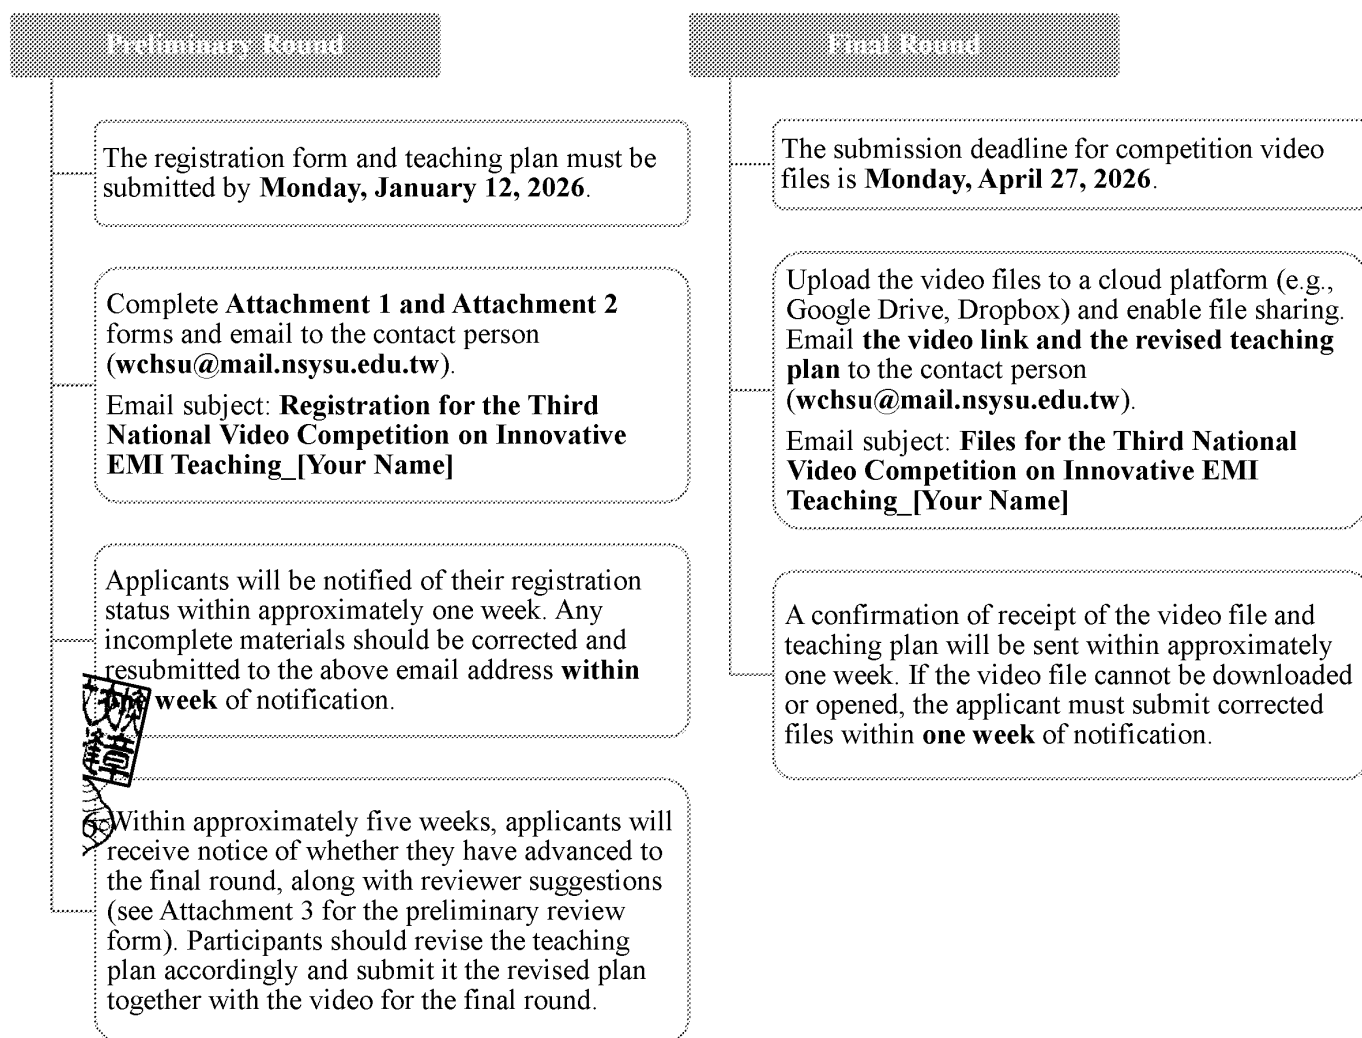 Preliminary Round
The registration form and teaching plan must be
submitted by Monday, January 12, 2026.
Complete Attachment 1 and Attachment 2
forms and email to the contact person
(wchsu@mail.nsysu.edu.tw).
Email subject: Registration for the Third
National Video Competition on Innovative
EMI Teaching_[Your Name]
Applicants will be notified of their registration
status within approximately one week. Any
incomplete materials should be corrected and
resubmitted to the above email address within
one week of notification.
Within approximately five weeks, applicants will
receive notice of whether they have advanced to
the final round, along with reviewer suggestions
(see Attachment 3 for the preliminary review
form). Participants should revise the teaching
plan accordingly and submit it the revised plan
together with the video for the final round.
Final Round
The submission deadline for competition video
files is Monday, April 27, 2026.
Upload the video files to a cloud platform (e.g.,
Google Drive, Dropbox) and enable file sharing.
Email the video link and the revised teaching
plan to the contact person
(wchsu@mail.nsysu.edu.tw).
Email subject: Files for the Third National
Video Competition on Innovative EMI
Teaching_[Your Name]
A confirmation of receipt of the video file and
teaching plan will be sent within approximately
one week. If the video file cannot be downloaded
or opened, the applicant must submit corrected
files within one week of notification.